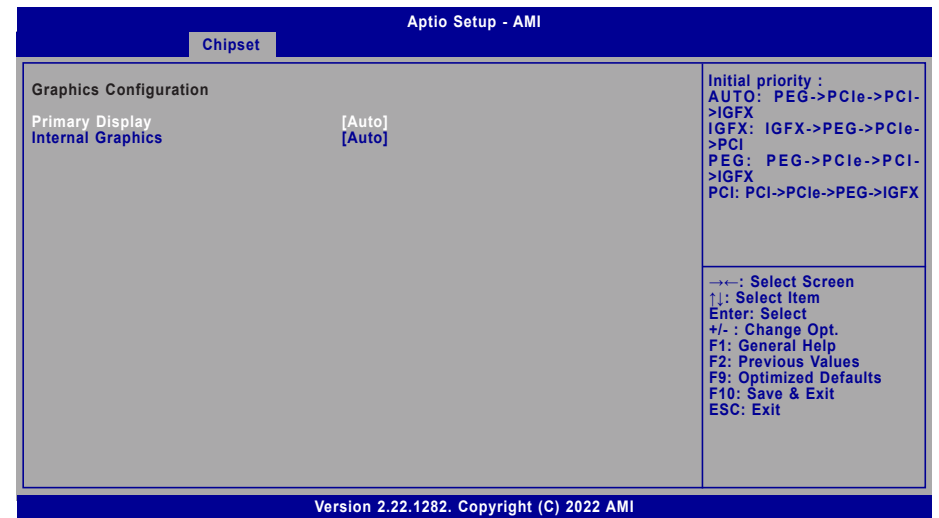 Aptio Setup - AMI
Chipset
Graphics Configuration
Primary Display [Auto]
Internal Graphics [Auto]
Initial priority :
AUTO: PEG->PCIe->PCI-
>IGFX
IGFX: IGFX->PEG->PCIe-
>PCI
PEG: PEG->PCIe->PCI-
>IGFX
PCI: PCI->PCIe->PEG->IGFX
→←: Select Screen
↑↓: Select Item
Enter: Select
+/- : Change Opt.
F1: General Help
F2: Previous Values
F9: Optimized Defaults
F10: Save & Exit
ESC: Exit
Version 2.22.1282. Copyright (C) 2022 AMI